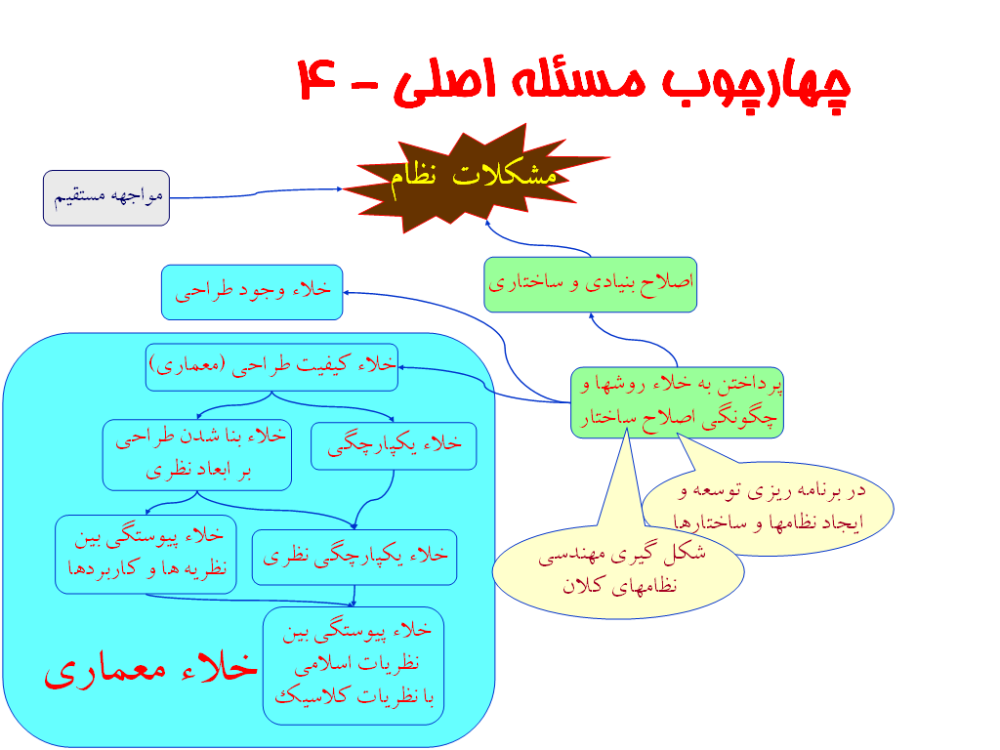 چهارچوب مسئله اصلی - ۴
مشکلات نظام
مواجهه مستقیم
اصلاح بنیادی و ساختاری
خلاء وجود طراحی
پرداختن به خلاء روشها و
چگونگی اصلاح ساختار
خلاء کیفیت طراحی (معماری)
خلاء یکپارچگی
خلاء بنا شدن طراحی
بر ابعاد نظری
در برنامه ریزی توسعه و
ایجاد نظامها و ساختارها
شکل گیری مهندسی
نظامهای کلان
خلاء یکپارچگی نظری
خلاء پیوستگی بین
نظریه ها و کاربردها
خلاء پیوستگی بین
نظریات اسلامی
با نظریات کلاسیک
خلاء معماری